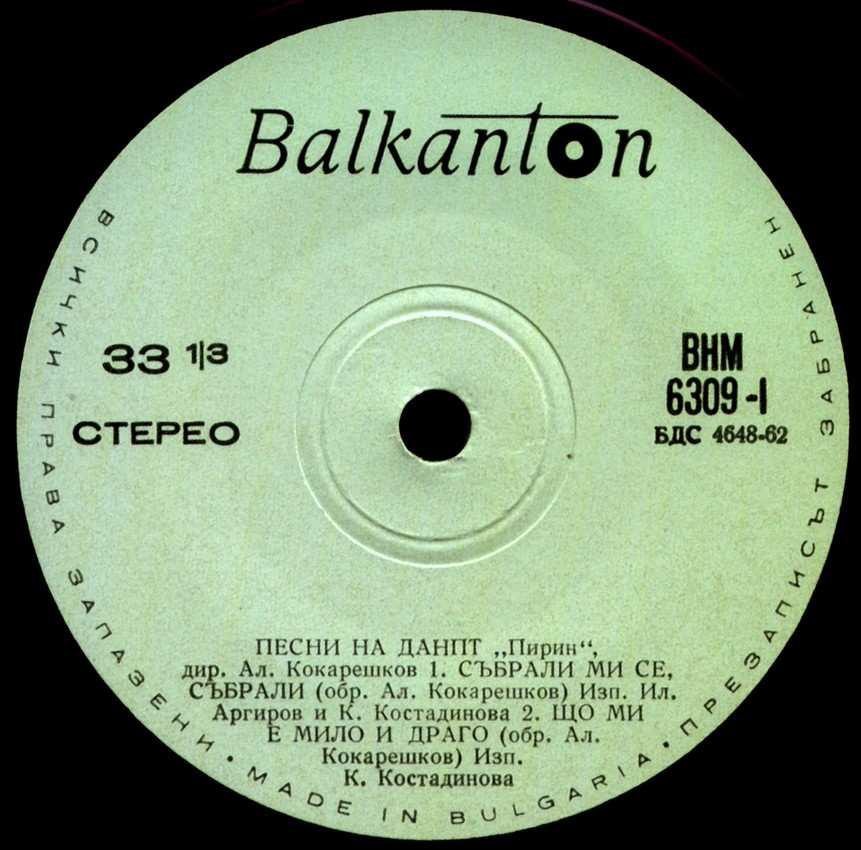 Balkanton
33 1/3
СТЕРЕО
ВНМ
6309-I
БДС 4648-62
ПЕСНИ НА ДАНПТ „Пирин“,
дир. Ал. Кокарешков 1. СЪБРАЛИ МИ СЕ,
СЪБРАЛИ (обр. Ал. Кокарешков) Изп. Ил.
Аргиров и К. Костадинова 2. ЩО МИ
Е МИЛО И ДРАГО (обр. Ал.
Кокарешков) Изп.
К. Костадинова
ВСИЧКИ ПРАВА ЗАПАЗЕНИ • MADE IN BULGARIA • ПРЕЗАПИСЪТ ЗАБРАНЕН